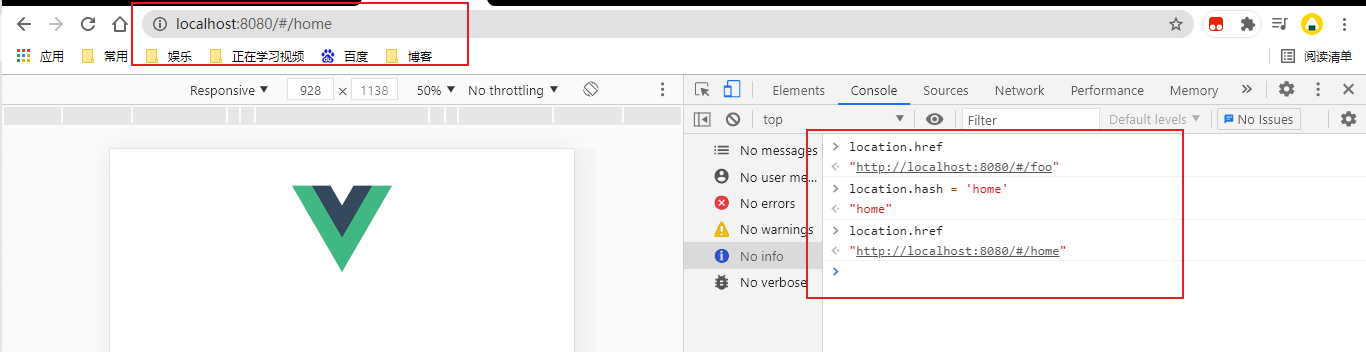 localhost:8080/#/home
应用 常用 娱乐 正在学习视频 百度 博客 阅读清单
Responsive ▼ 928 × 1138 50% ▼ No throttling ▼
Elements Console Sources Network Performance Memory »
top ▼ Filter Default levels ▼ No Issues
No messages
No user me...
No errors
No warnings
No info
No verbose
> location.href
"http://localhost:8080/#/foo"
> location.hash = 'home'
"home"
> location.href
"http://localhost:8080/#/home"
>